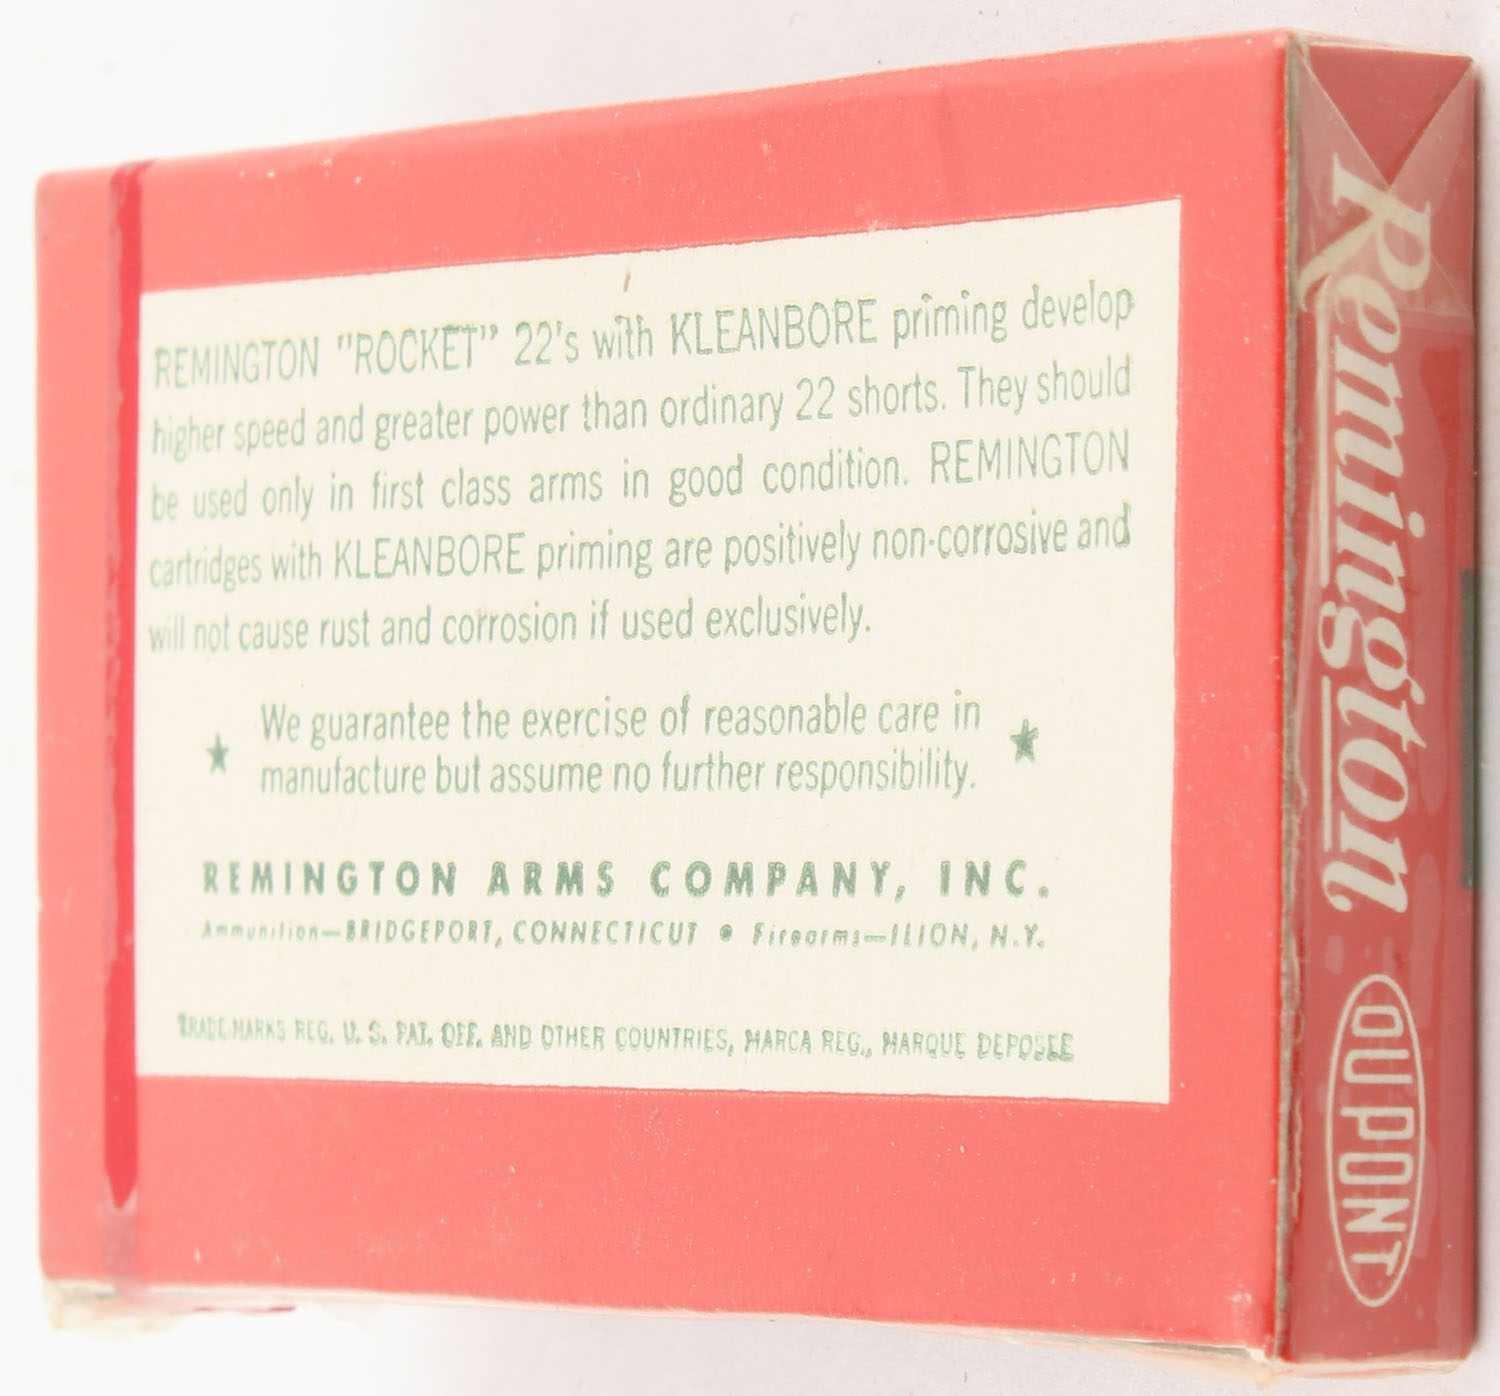 REMINGTON "ROCKET" 22's with KLEANBORE priming develop
higher speed and greater power than ordinary 22 shorts. They should
be used only in first class arms in good condition. REMINGTON
cartridges with KLEANBORE priming are positively non-corrosive and
will not cause rust and corrosion if used exclusively.
★ We guarantee the exercise of reasonable care in ★
manufacture but assume no further responsibility.
REMINGTON ARMS COMPANY, INC.
Ammunition—BRIDGEPORT, CONNECTICUT • Firearms—ILION, N.Y.
TRADE MARKS REG. U. S. PAT. OFF. AND OTHER COUNTRIES, MARCA REG., MARQUE DEPOSEE
Remington
DU PONT